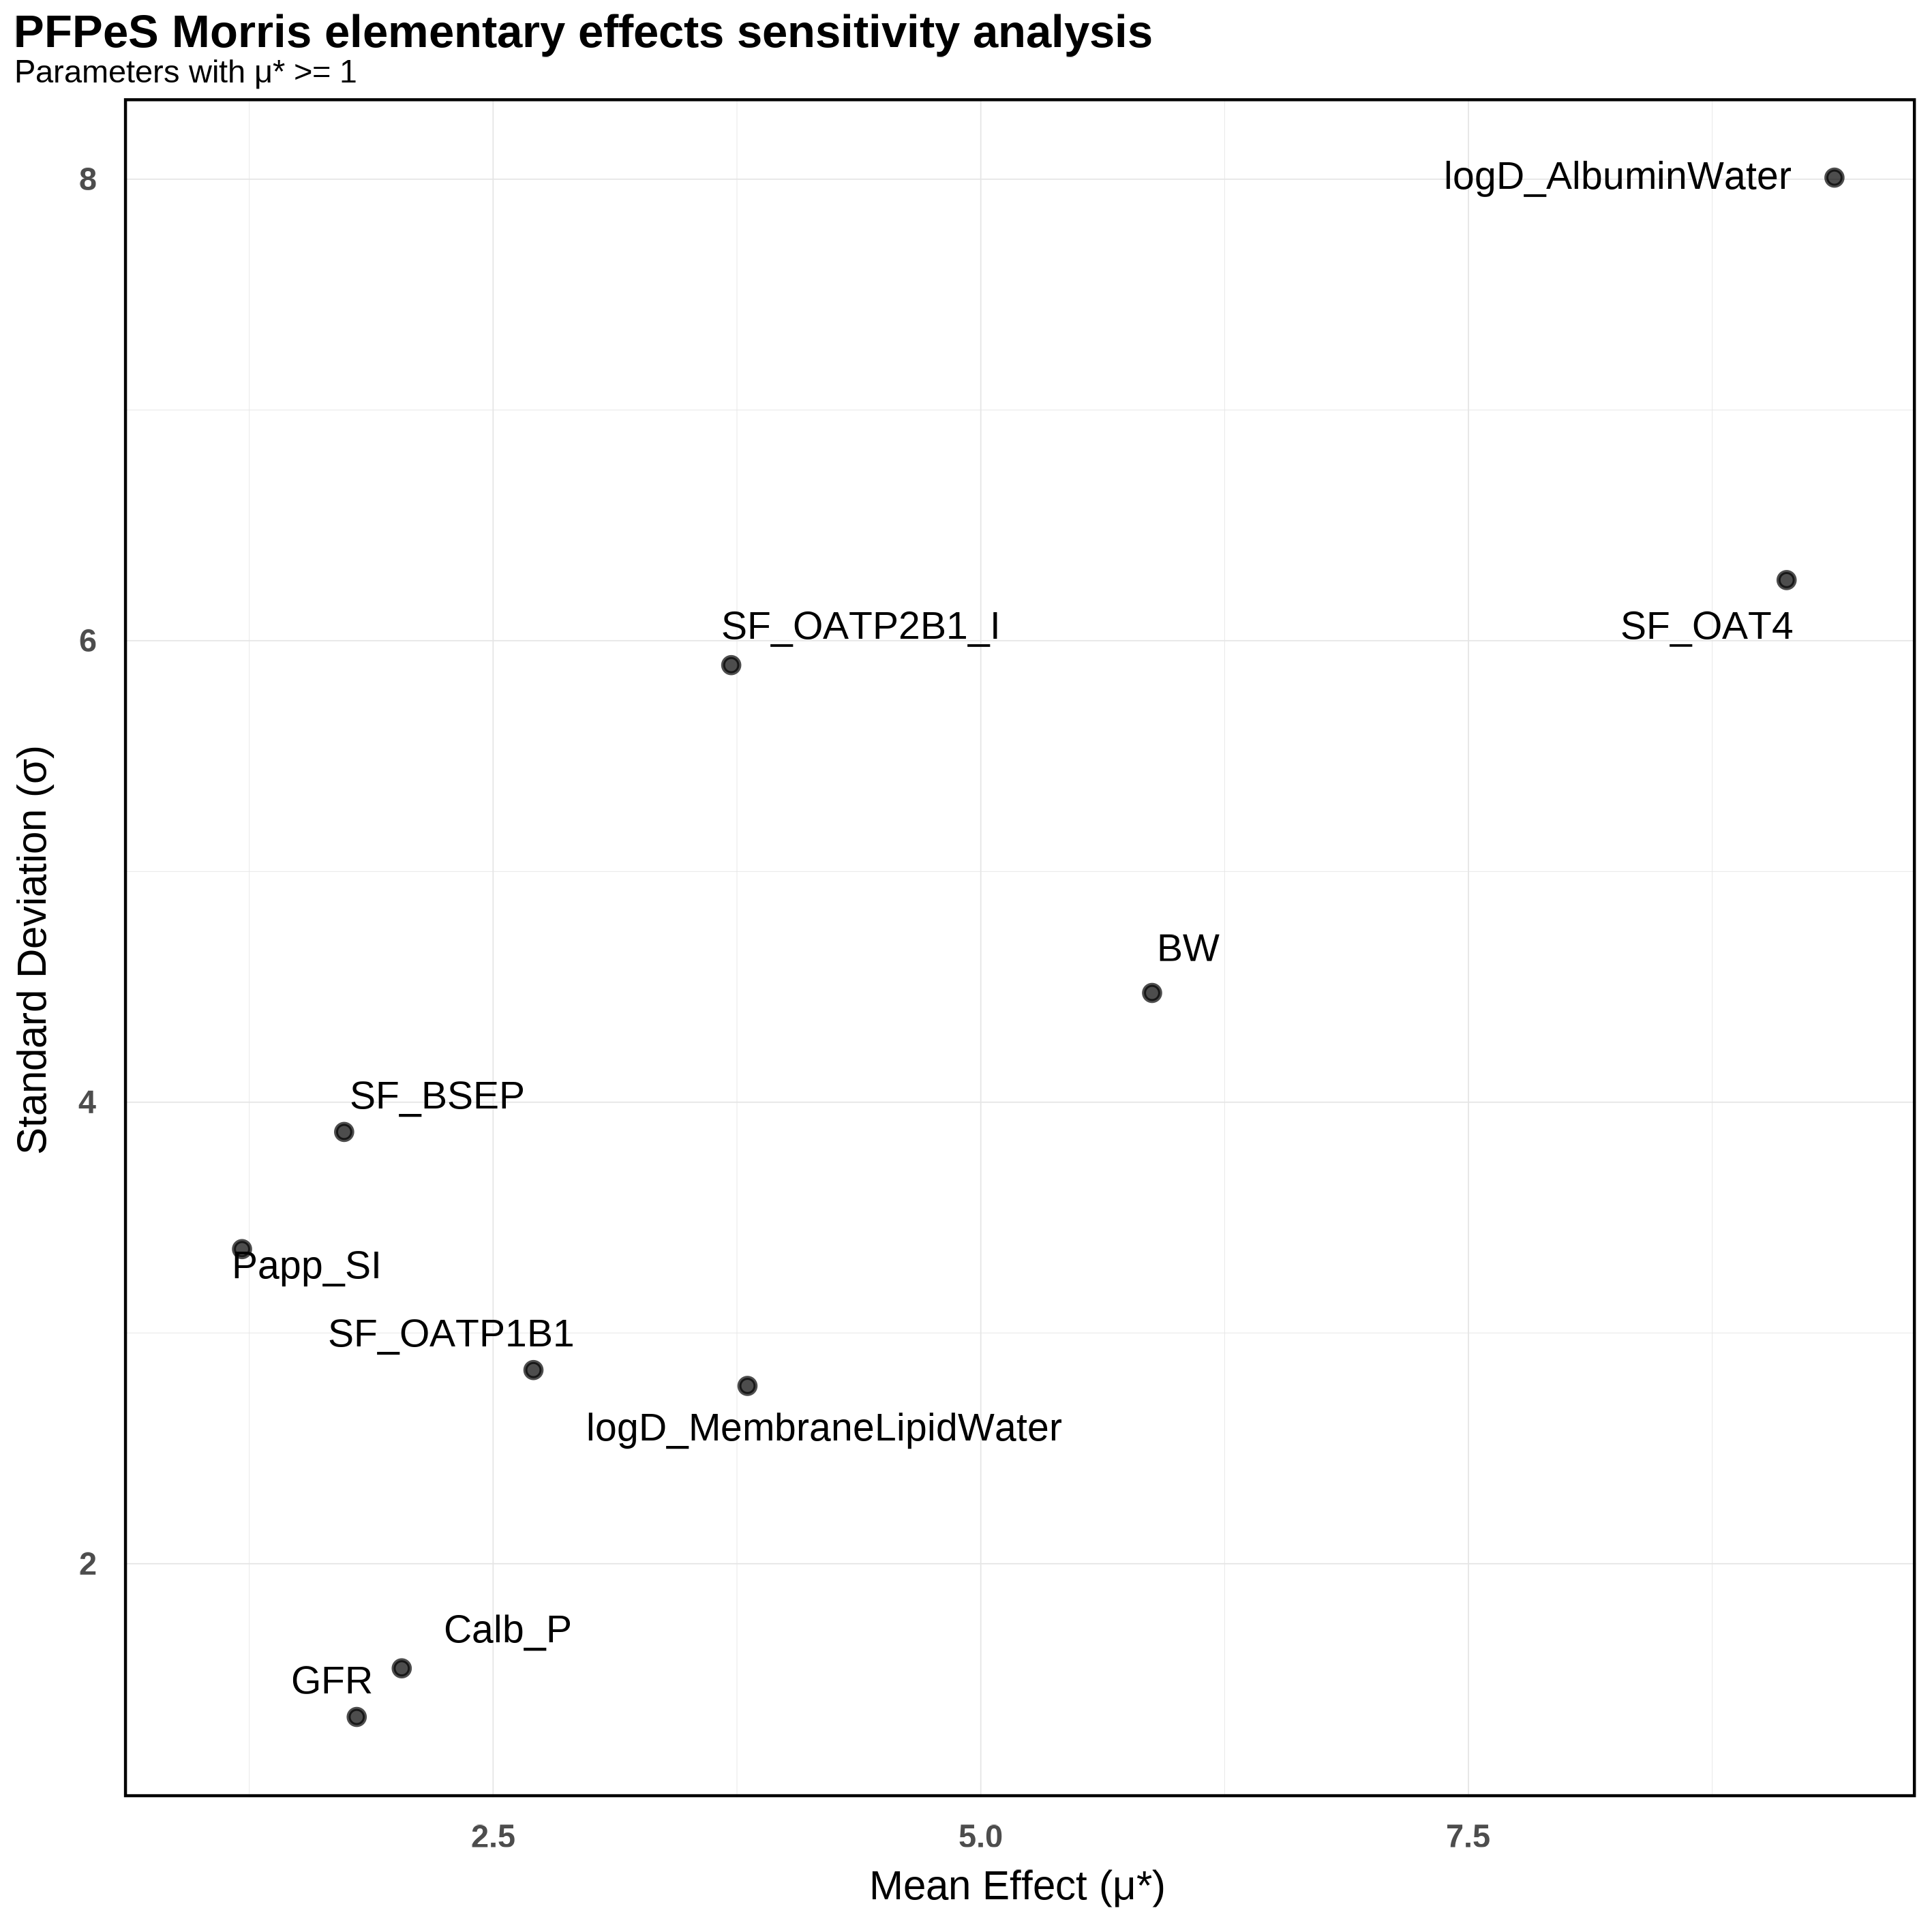 PFPeS Morris elementary effects sensitivity analysis
Parameters with μ* >= 1
8
logD_AlbuminWater
SF_OAT4
SF_OATP2B1_I
6
BW
Standard Deviation (σ)
SF_BSEP
4
Papp_SI
SF_OATP1B1
logD_MembraneLipidWater
2
Calb_P
GFR
2.5 5.0 7.5
Mean Effect (μ*)